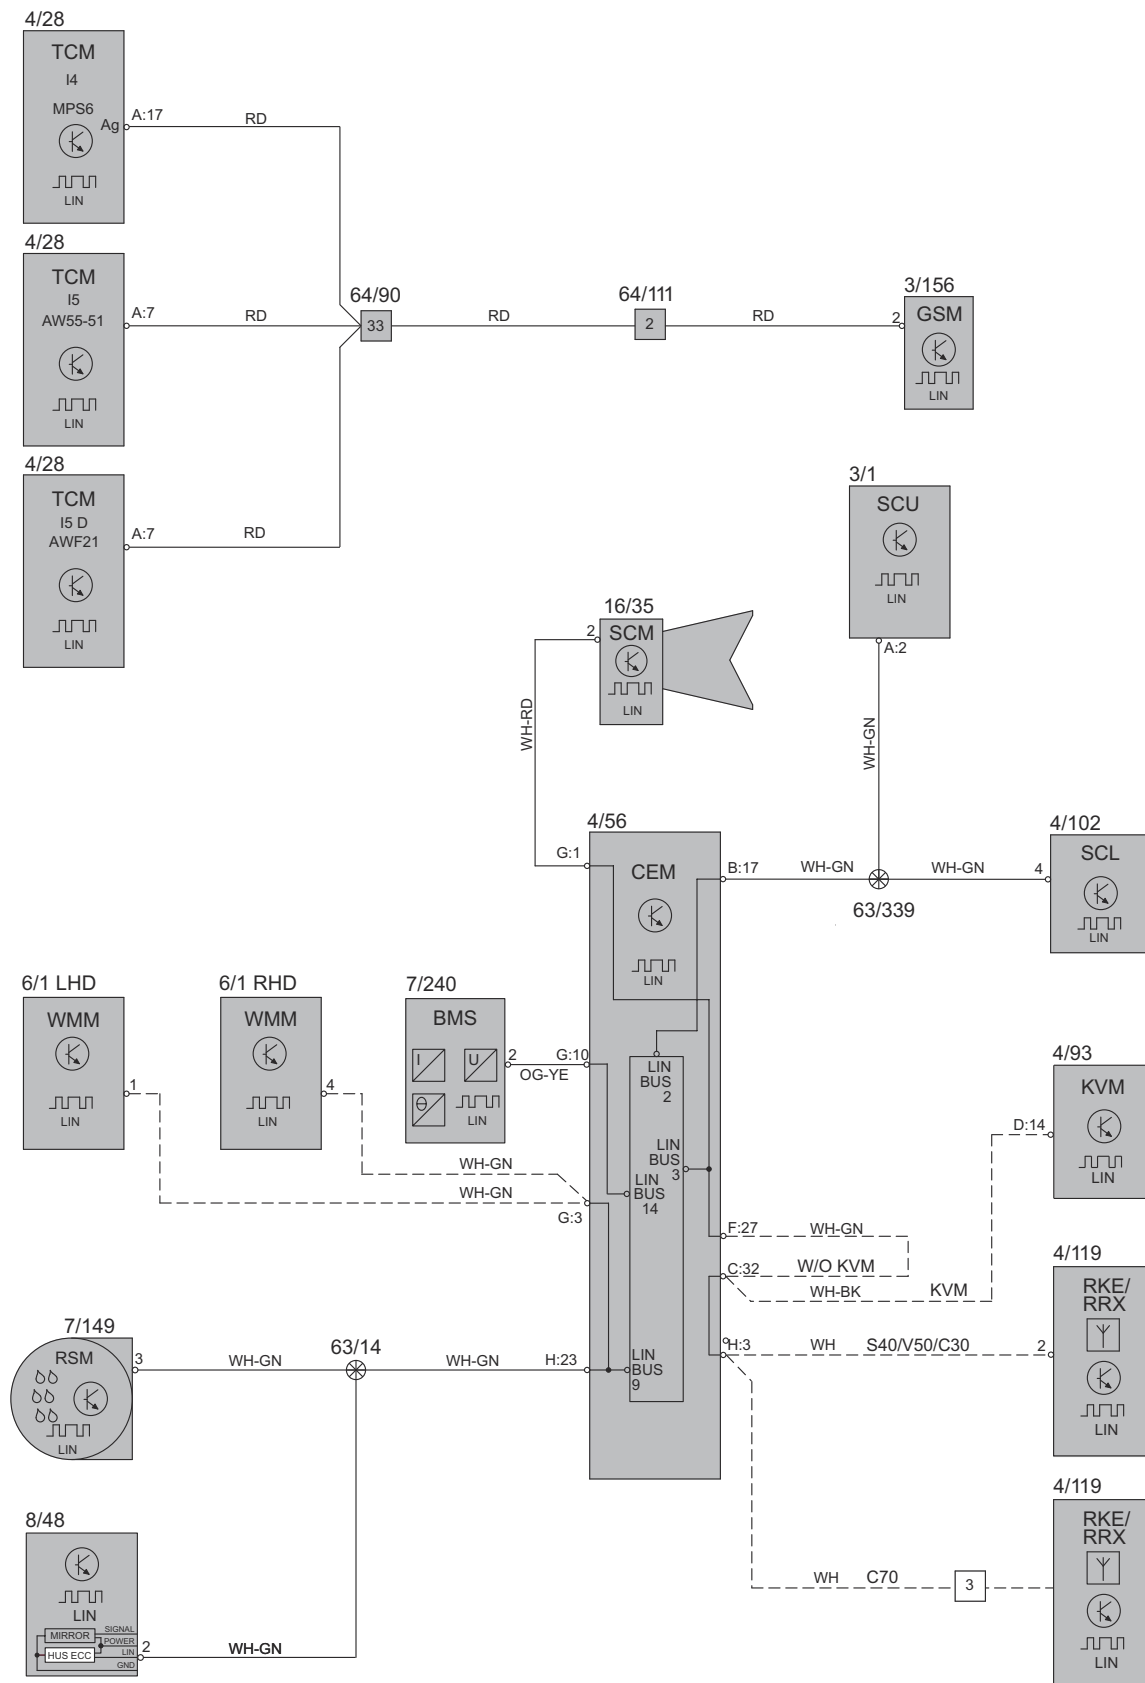 4/28
TCM
I4
MPS6
Ag
A:17
RD
LIN
4/28
TCM
I5
AW55-51
A:7
RD
LIN
64/90
33
RD
64/111
2
RD
3/156
2
GSM
LIN
4/28
TCM
I5 D
AWF21
A:7
RD
LIN
3/1
SCU
LIN
A:2
WH-GN
16/35
2
SCM
LIN
WH-RD
4/56
G:1
CEM
LIN
B:17
WH-GN
63/339
WH-GN
4/102
4
SCL
LIN
6/1 LHD
WMM
LIN
1
6/1 RHD
WMM
LIN
4
7/240
BMS
I
U
θ
LIN
2
OG-YE
G:10
WH-GN
WH-GN
G:3
LIN
BUS
2
LIN
BUS
3
LIN
BUS
14
LIN
BUS
9
4/93
KVM
D:14
LIN
F:27
WH-GN
C:32
W/O KVM
WH-BK
KVM
4/119
RKE/
RRX
LIN
H:3
WH
S40/V50/C30
2
7/149
RSM
LIN
3
WH-GN
63/14
WH-GN
H:23
8/48
LIN
MIRROR
HUS ECC
SIGNAL
POWER
LIN
GND
2
WH-GN
4/119
RKE/
RRX
LIN
WH
C70
3